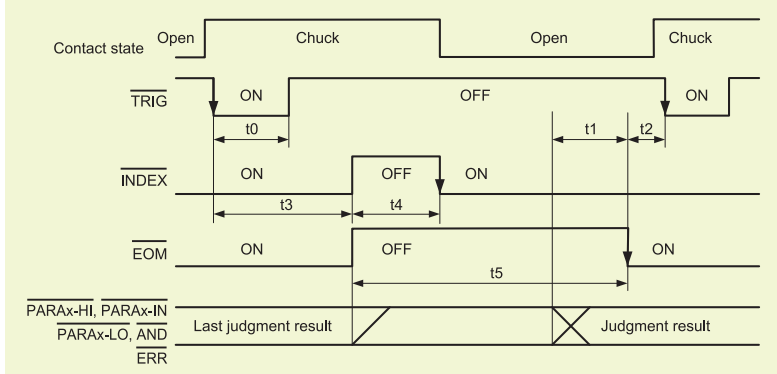 Contact state Open Chuck Open Chuck
TRIG ON OFF ON
t0 t1 t2
INDEX ON OFF ON
t3 t4
EOM ON OFF ON
t5
PARAx-HI, PARAx-IN
PARAx-LO, AND Last judgment result Judgment result
ERR